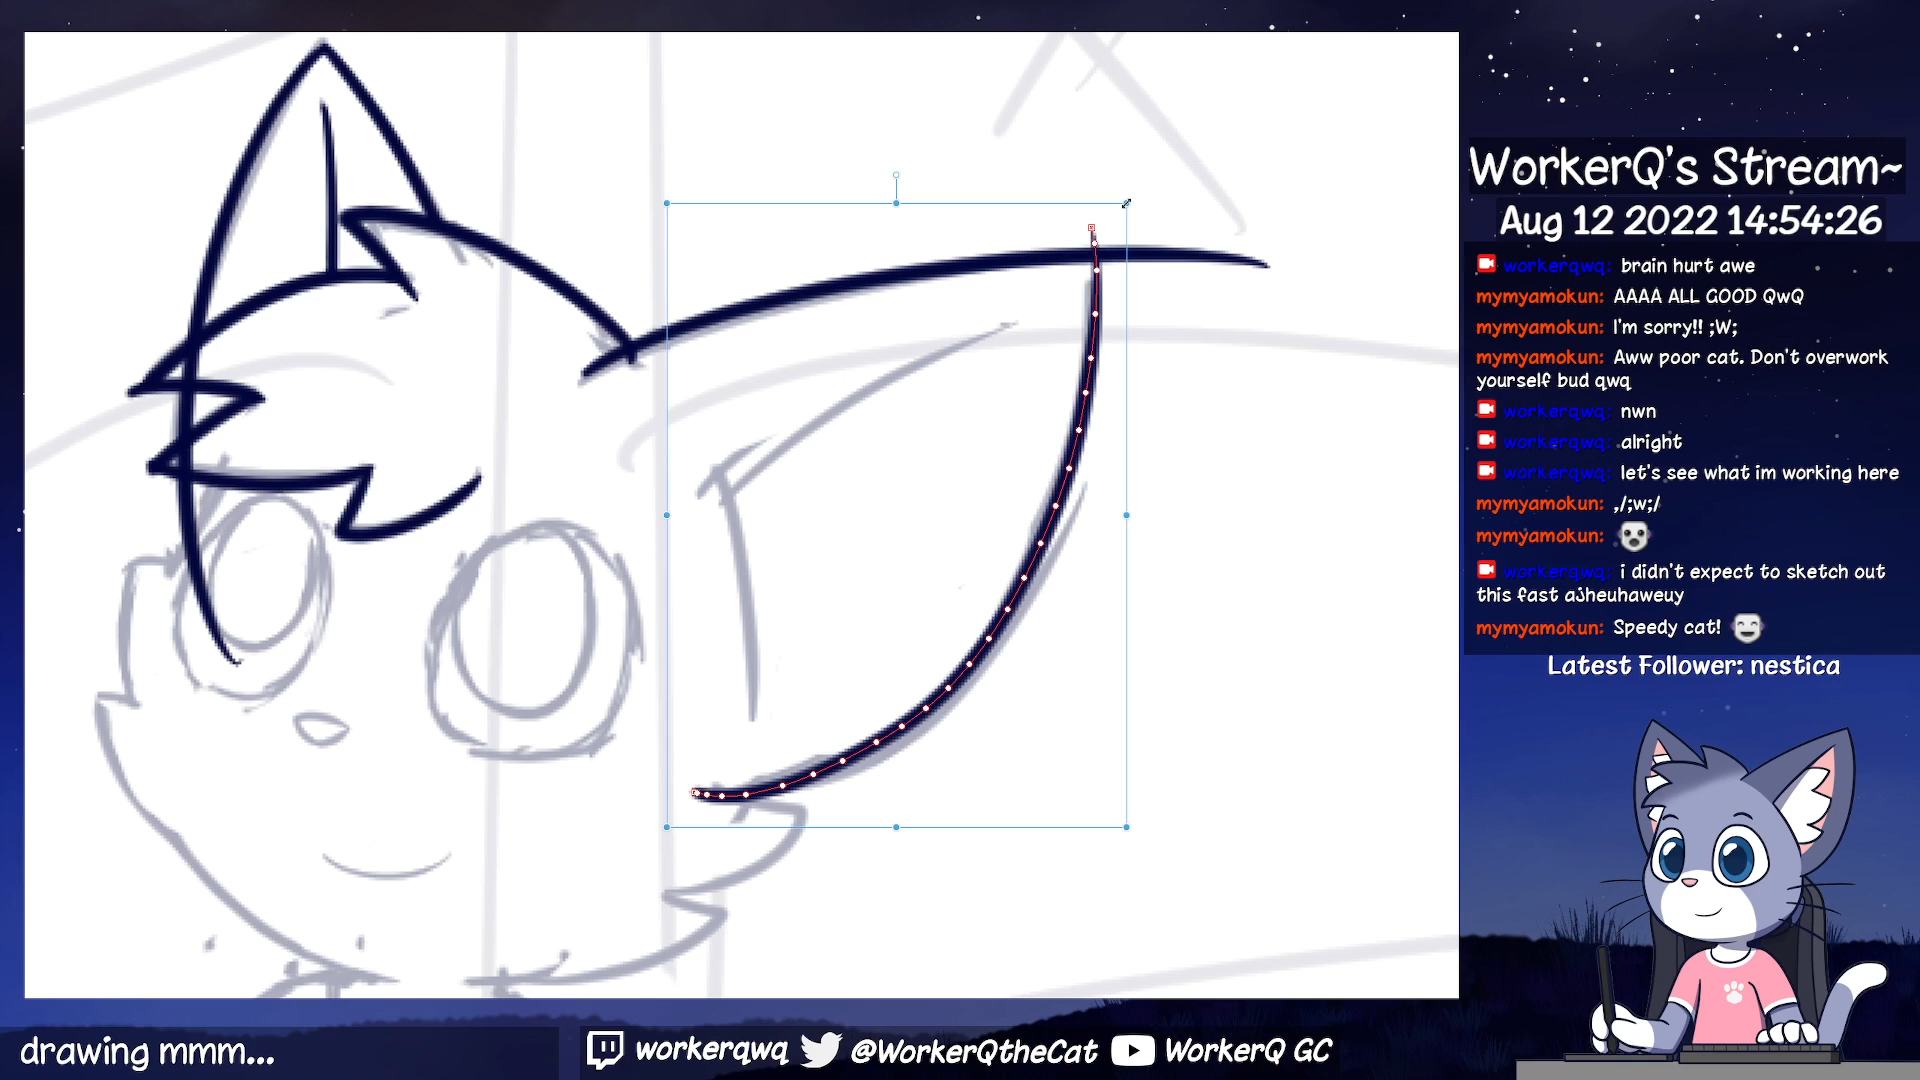 WorkerQ's Stream~
Aug 12 2022 14:54:26
workerqwq: brain hurt awe
mymyamokun: AAAA ALL GOOD QwQ
mymyamokun: I'm sorry!! ;W;
mymyamokun: Aww poor cat. Don't overwork
yourself bud qwq
workerqwq: nwn
workerqwq: alright
workerqwq: let's see what im working here
mymyamokun: ,/;w;/
mymyamokun:
workerqwq: i didn't expect to sketch out
this fast ajheuhaweuy
mymyamokun: Speedy cat!
Latest Follower: nestica
drawing mmm...
workerqwq
@WorkerQtheCat
WorkerQ GC